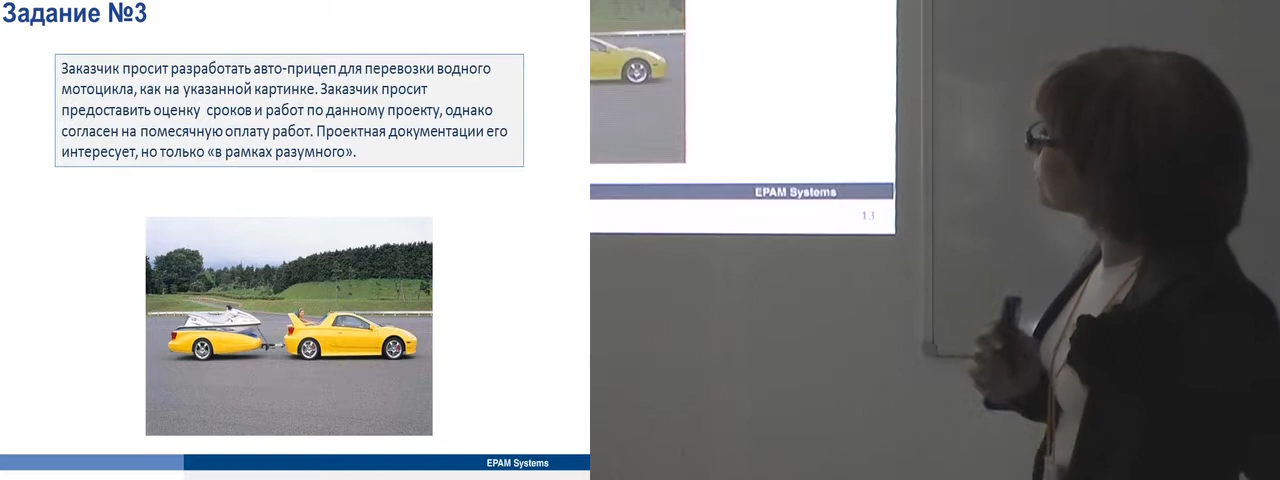 Задание №3
Заказчик просит разработать авто-прицеп для перевозки водного
мотоцикла, как на указанной картинке. Заказчик просит
предоставить оценку сроков и работ по данному проекту, однако
согласен на помесячную оплату работ. Проектная документации его
интересует, но только «в рамках разумного».
EPAM Systems
EPAM Systems
13